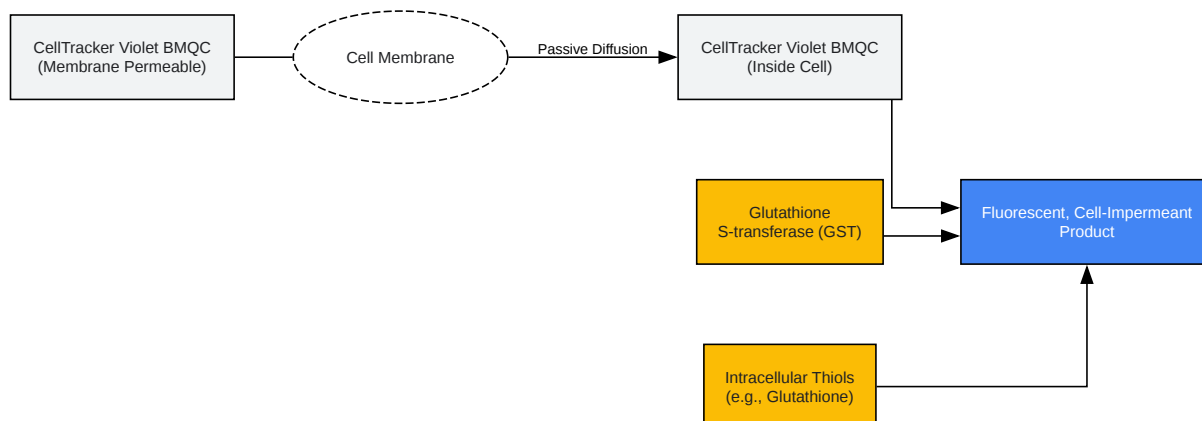 CellTracker Violet BMQC
(Membrane Permeable)
Cell Membrane
Passive Diffusion
CellTracker Violet BMQC
(Inside Cell)
Glutathione
S-transferase (GST)
Fluorescent, Cell-Impermeant
Product
Intracellular Thiols
(e.g., Glutathione)